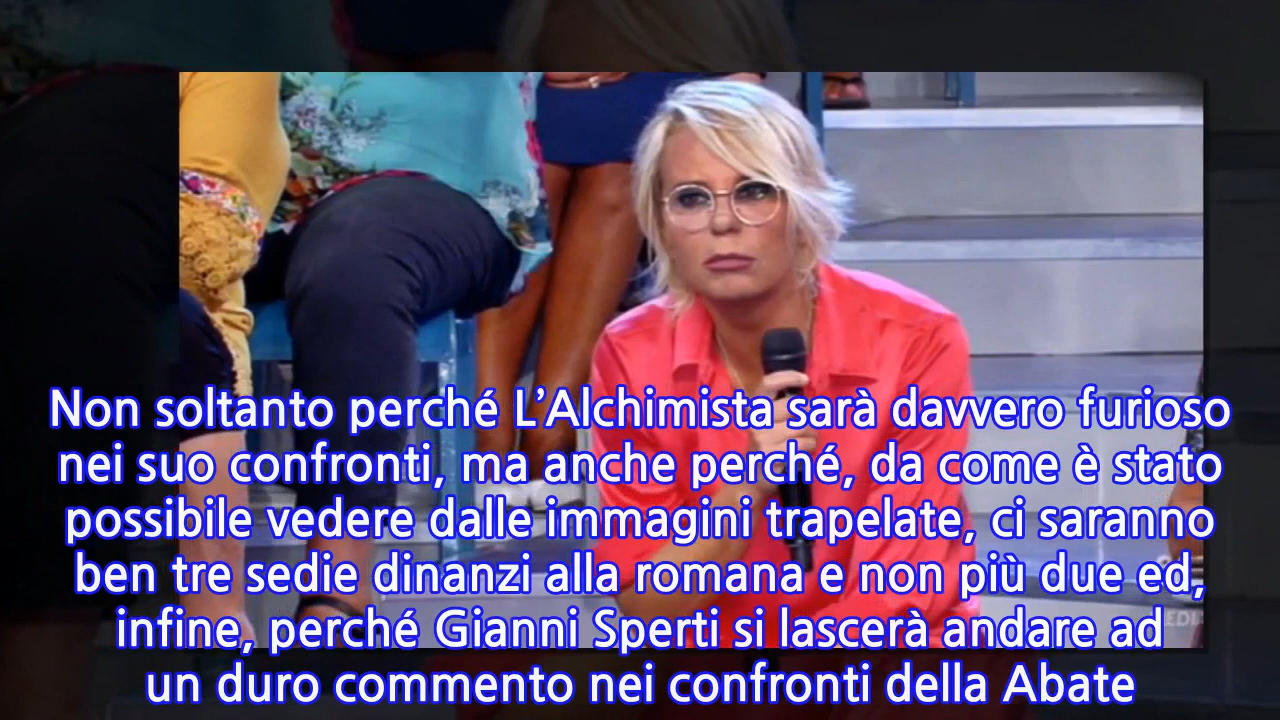 Non soltanto perché L’Alchimista sarà davvero furioso
nei suo confronti, ma anche perché, da come è stato
possibile vedere dalle immagini trapelate, ci saranno
ben tre sedie dinanzi alla romana e non più due ed,
infine, perché Gianni Sperti si lascerà andare ad
un duro commento nei confronti della Abate